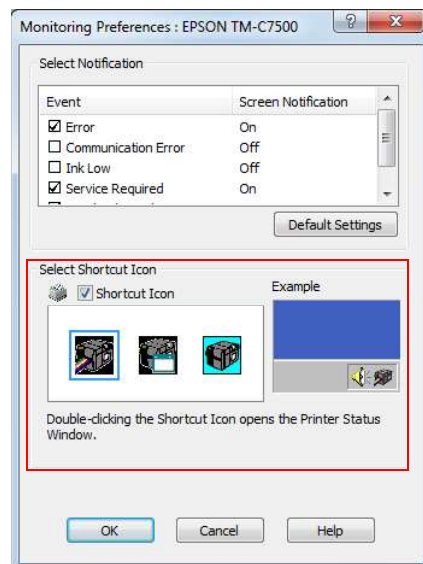 Monitoring Preferences : EPSON TM-C7500
Select Notification
Event Screen Notification
Error On
Communication Error Off
Ink Low Off
Service Required On
Default Settings
Select Shortcut Icon
Shortcut Icon
Example
Double-clicking the Shortcut Icon opens the Printer Status
Window.
OK Cancel Help